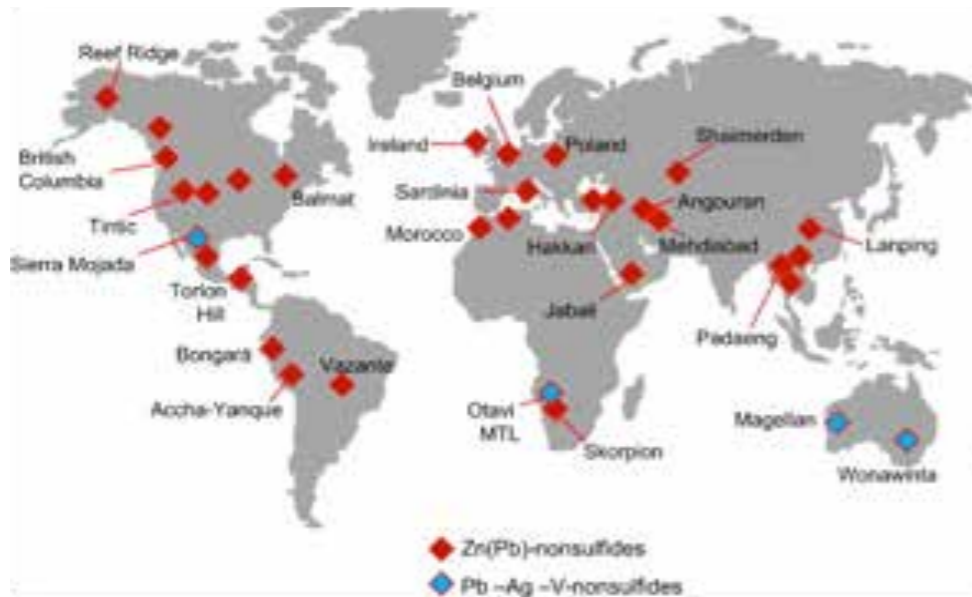 Reef Ridge
British
Columbia
Tintic
Sierra Mojada
Balmat
Torlon
Hill
Bongará
Accha-Yanque
Vazante
Ireland
Belgium
Poland
Sardinia
Morocco
Hakkari
Shaimerden
Angouran
Mehdiabad
Jabali
Lanping
Padaeng
Otavi
MTL
Skorpion
Magellan
Wonawinta
Zn(Pb)-nonsulfides
Pb –Ag –V-nonsulfides